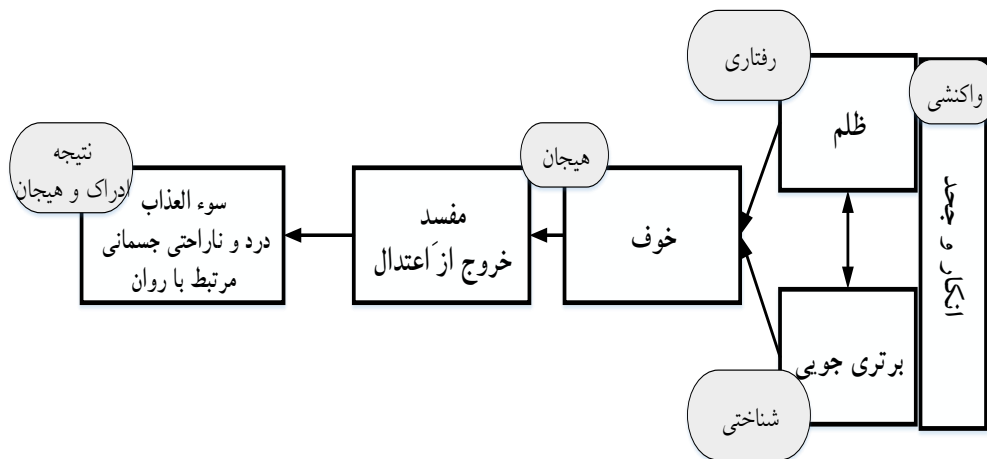 واکنشی
انکار و جحد
رفتاری
ظلم
برتری جویی
شناختی
هیجان
خوف
مفسد
خروج از َاعتدال
نتیجه
ادراک و هیجان
سوء العذاب
درد و ناراحتی جسمانی
مرتبط با روان